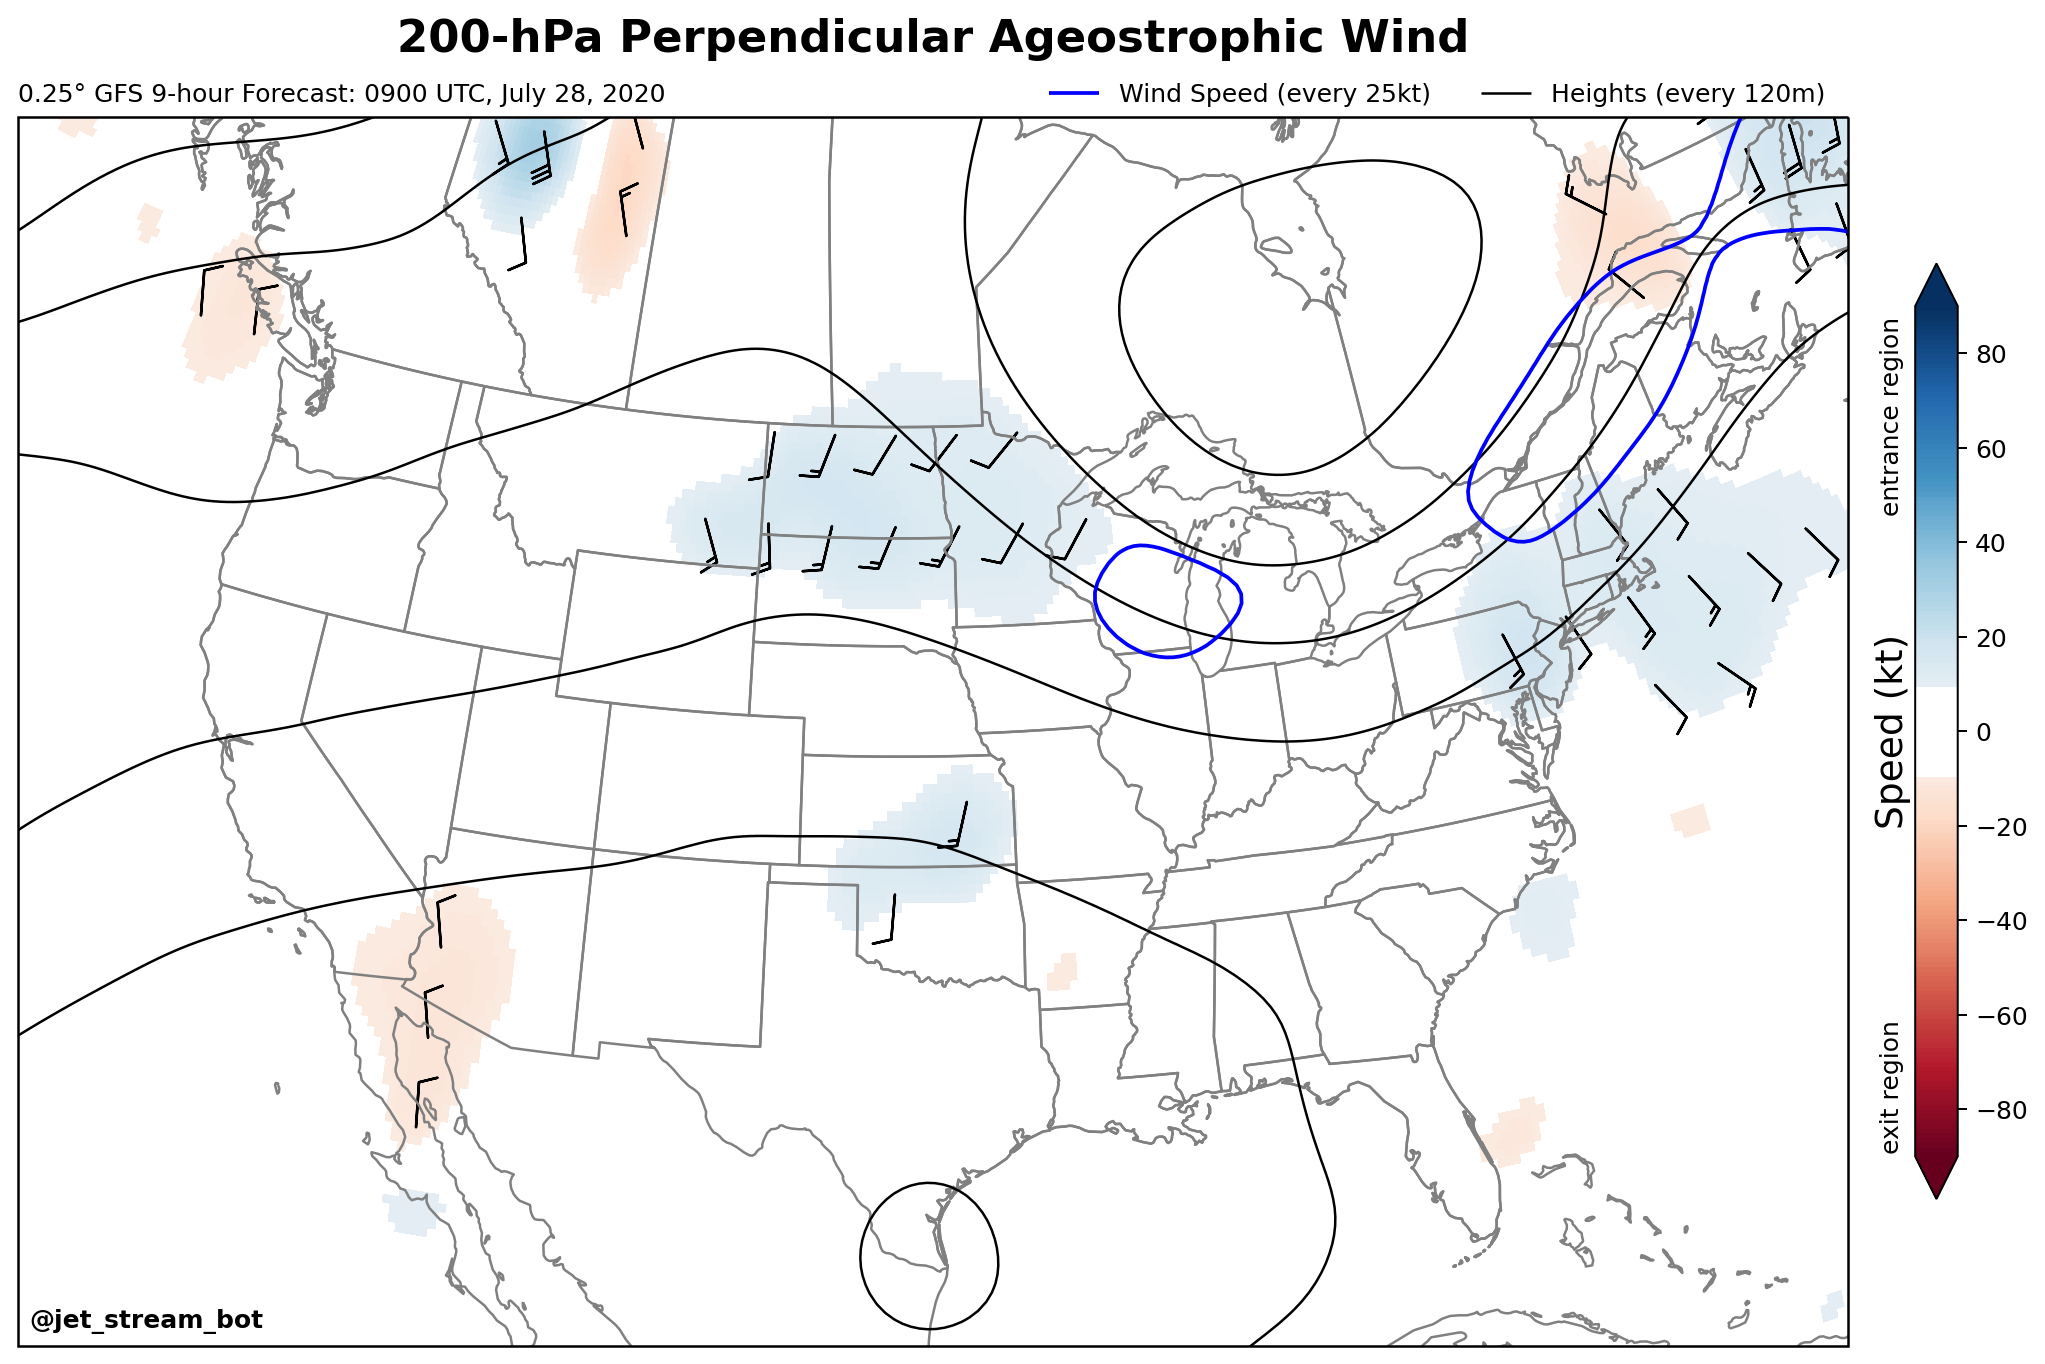 200-hPa Perpendicular Ageostrophic Wind
0.25° GFS 9-hour Forecast: 0900 UTC, July 28, 2020
Wind Speed (every 25kt)
Heights (every 120m)
entrance region
Speed (kt)
exit region
80
60
40
20
0
−20
−40
−60
−80
@jet_stream_bot